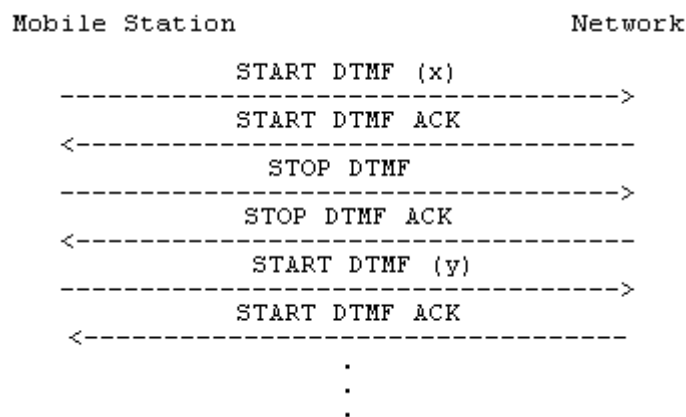 Mobile Station Network
START DTMF (x)
----------------------------------->
START DTMF ACK
<-----------------------------------
STOP DTMF
----------------------------------->
STOP DTMF ACK
<-----------------------------------
START DTMF (y)
----------------------------------->
START DTMF ACK
<----------------------------------
.
.
.